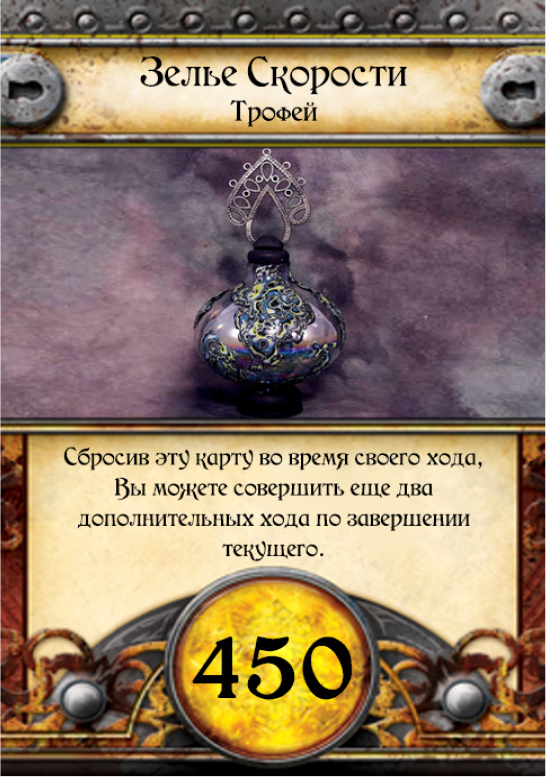 Зелье Скорости
Трофей
Сбросив эту карту во время своего хода,
Вы можете совершить еще два
дополнительных хода по завершении
текущего.
450